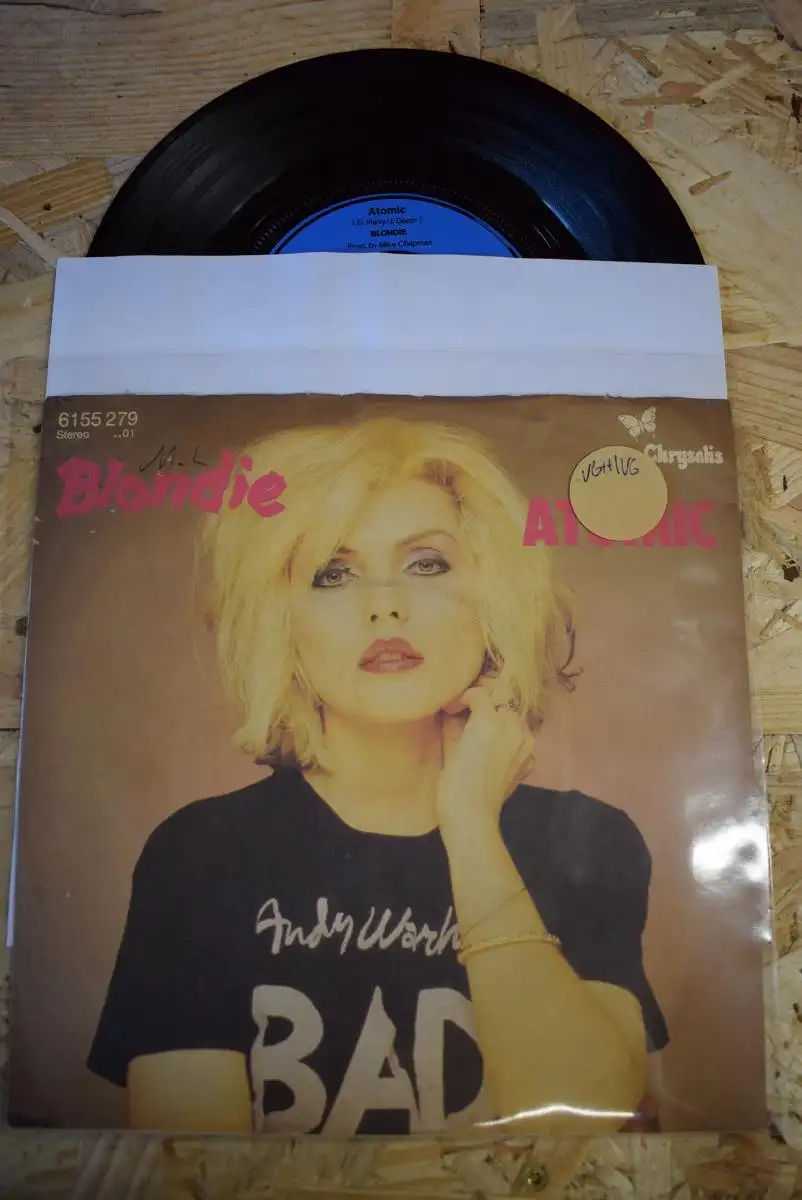 Atomic
( D. Harry/J. Destri )
BLONDIE
Prod. by Mike Chapman
6155 279
Stereo ..01
Chrysalis
VG++/VG
Blondie
ATOMIC
Andy Warh
BAD